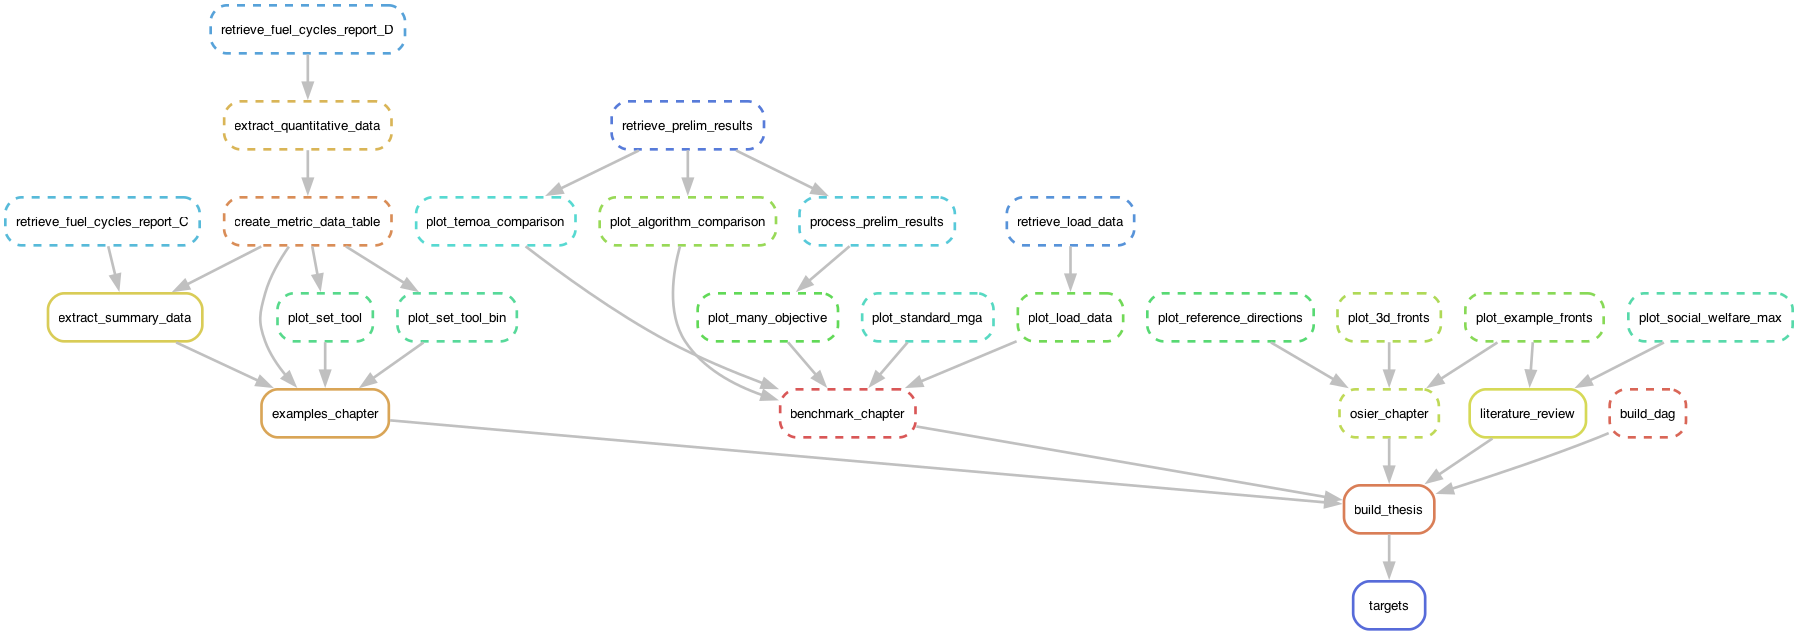 retrieve_fuel_cycles_report_D
extract_quantitative_data
retrieve_prelim_results
retrieve_fuel_cycles_report_C
create_metric_data_table
plot_temoa_comparison
plot_algorithm_comparison
process_prelim_results
retrieve_load_data
extract_summary_data
plot_set_tool
plot_set_tool_bin
plot_many_objective
plot_standard_mga
plot_load_data
plot_reference_directions
plot_3d_fronts
plot_example_fronts
plot_social_welfare_max
examples_chapter
benchmark_chapter
osier_chapter
literature_review
build_dag
build_thesis
targets